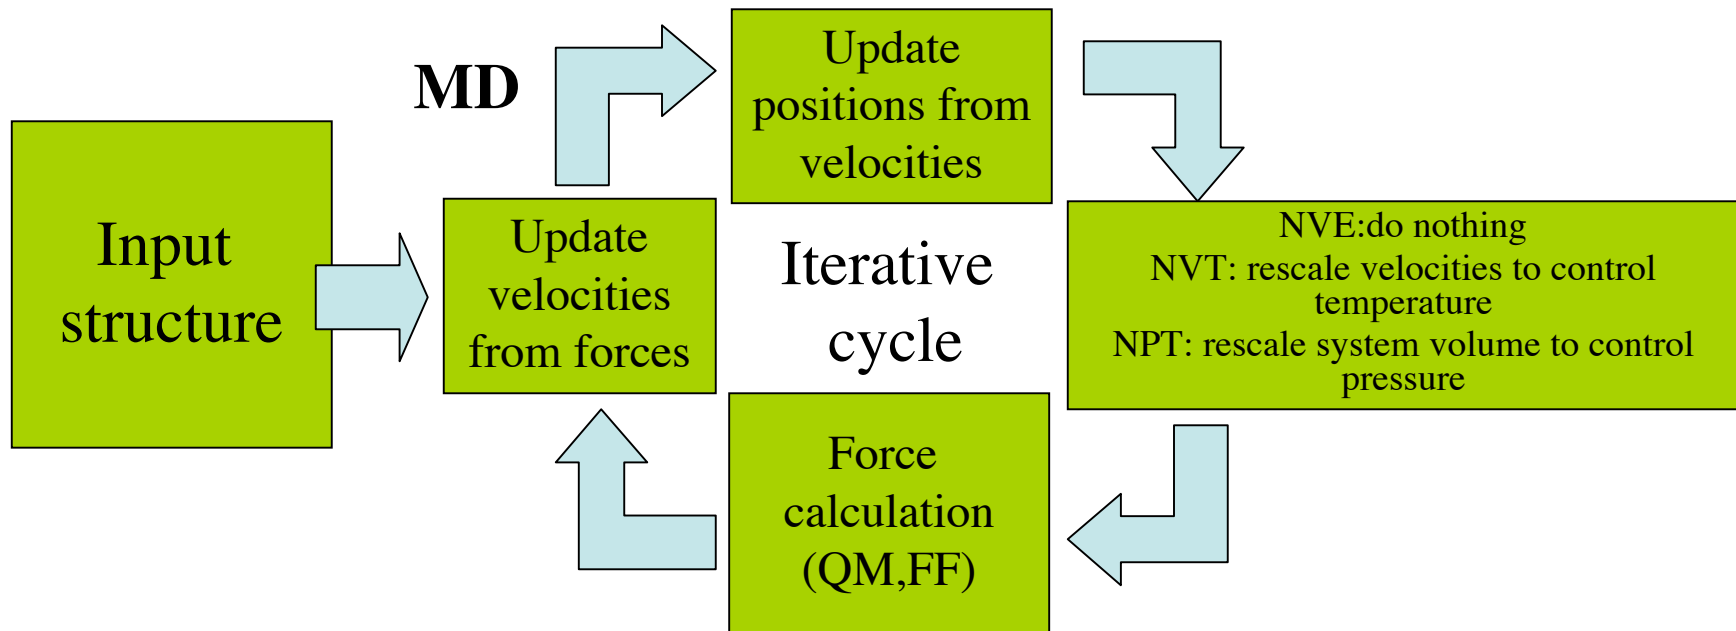 MD
Input
structure
Update
velocities
from forces
Update
positions from
velocities
Iterative
cycle
NVE:do nothing
NVT: rescale velocities to control
temperature
NPT: rescale system volume to control
pressure
Force
calculation
(QM,FF)